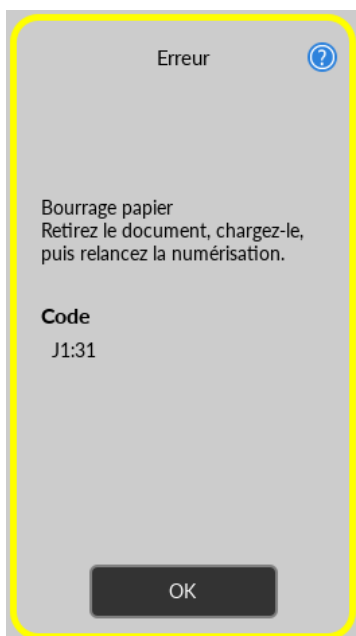 Erreur
?
Bourrage papier
Retirez le document, chargez-le,
puis relancez la numérisation.
Code
J1:31
OK